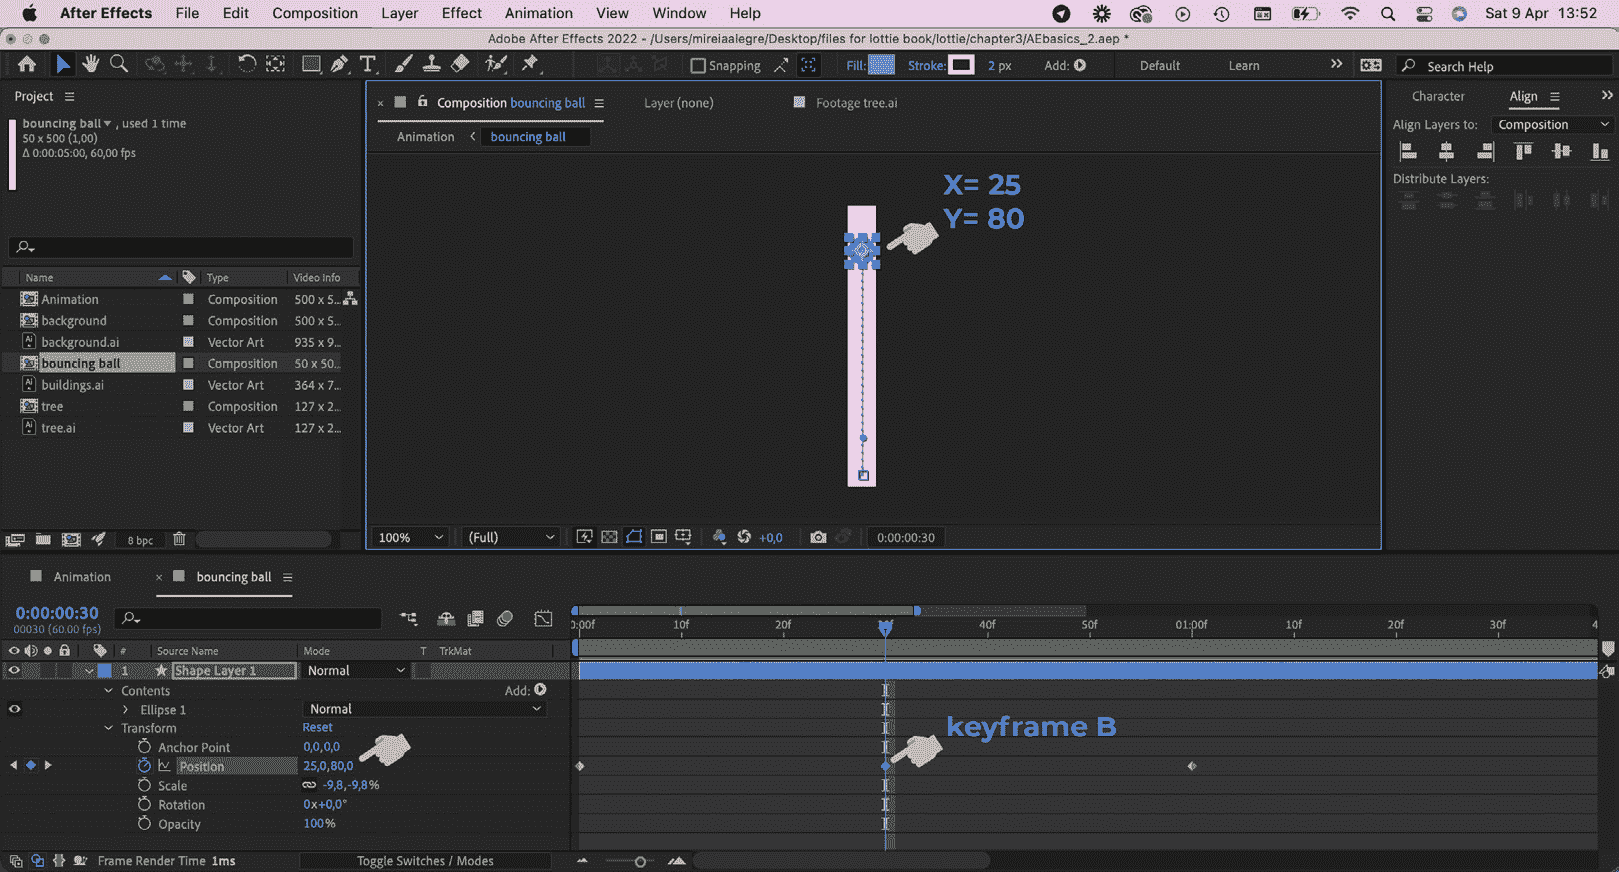 After Effects File Edit Composition Layer Effect Animation View Window Help Sat 9 Apr 13:52
Adobe After Effects 2022 - /Users/mireiaalegre/Desktop/files for lottie book/lottie/chapter3/AEbasics_2.aep *
Snapping Fill: Stroke: 2 px Add: Default Learn Search Help
Project
bouncing ball , used 1 time
50 x 500 (1,00)
Δ 0:00:05:00, 60,00 fps
Name Type Video Info
Animation Composition 500 x 5...
background Composition 500 x 5...
background.ai Vector Art 935 x 9...
bouncing ball Composition 50 x 50...
buildings.ai Vector Art 364 x 7...
tree Composition 127 x 2...
tree.ai Vector Art 127 x 2...
8 bpc
Composition bouncing ball Layer (none) Footage tree.ai
Animation bouncing ball
X= 25
Y= 80
100% (Full) +0,0 0:00:00:30
Character Align
Align Layers to: Composition
Distribute Layers:
Animation bouncing ball
0:00:00:30
00030 (60.00 fps)
0:00f 10f 20f 40f 50f 01:00f 10f 20f 30f 4
# Source Name Mode T TrkMat
1 Shape Layer 1 Normal
Contents Add:
Ellipse 1 Normal
Transform Reset
Anchor Point 0,0,0,0
Position 25,0,80,0
Scale -9,8,-9,8%
Rotation 0x+0,0°
Opacity 100%
keyframe B
Frame Render Time 1ms Toggle Switches / Modes